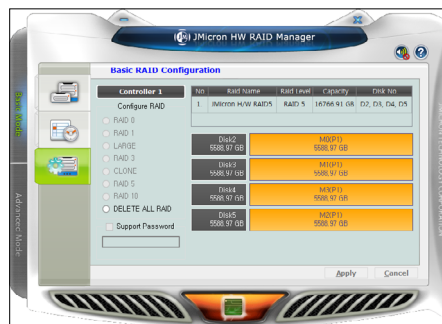 JMicron HW RAID Manager
Basic RAID Configuration
Basic Mode
Advanced Mode
Controller 1
Configure RAID
RAID 0
RAID 1
LARGE
RAID 3
CLONE
RAID 5
RAID 10
DELETE ALL RAID
Support Password
No Raid Name Raid Level Capacity Disk No
1 JMicron H/W RAID5 RAID 5 16766.91 GB D2, D3, D4, D5
Disk2 M0(P1)
5588.97 GB 5588.97 GB
Disk3 M1(P1)
5588.97 GB 5588.97 GB
Disk4 M3(P1)
5588.97 GB 5588.97 GB
Disk5 M2(P1)
5588.97 GB 5588.97 GB
Apply Cancel